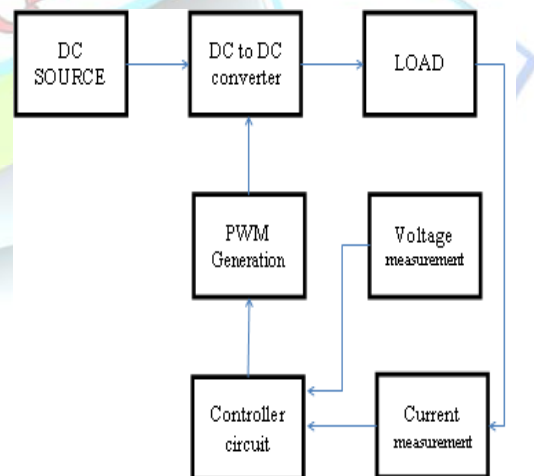 DC
SOURCE
DC to DC
converter
LOAD
PWM
Generation
Voltage
measurement
Controller
circuit
Current
measurement